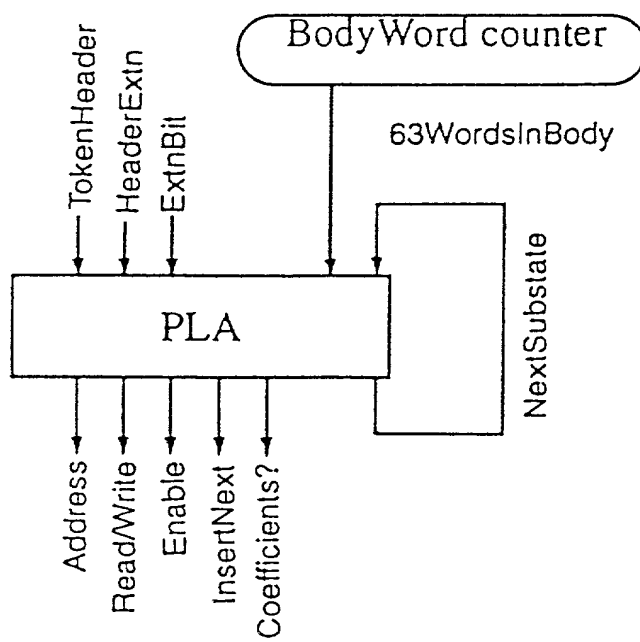 BodyWord counter
63WordsInBody
TokenHeader
HeaderExtn
ExtnBit
NextSubstate
PLA
Address
Read/Write
Enable
InsertNext
Coefficients?